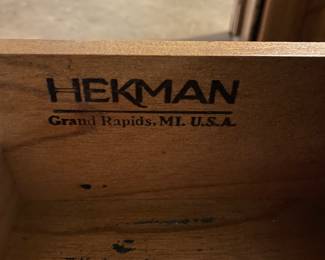 HEKMAN
Grand Rapids, MI. U.S.A.